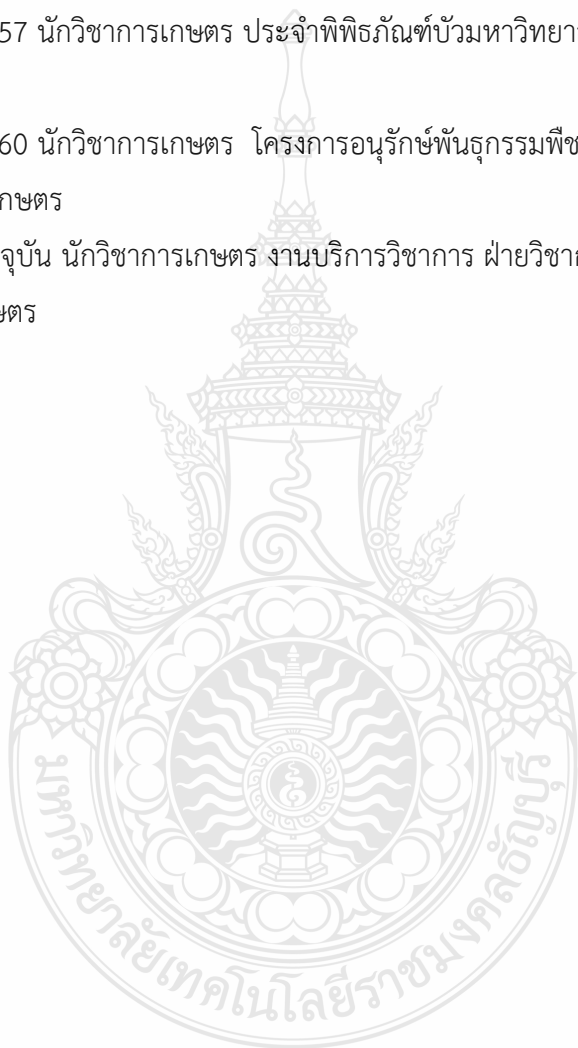 57 นักวิชาการเกษตร ประจำพิพิธภัณฑ์บัวมหาวิทยา
60 นักวิชาการเกษตร โครงการอนุรักษ์พันธุกรรมพืช
กษตร
จุบัน นักวิชาการเกษตร งานบริการวิชาการ ฝ่ายวิชาก
ษตร
มหาวิทยาลัยเทคโนโลยีราชมงคลธัญบุรี